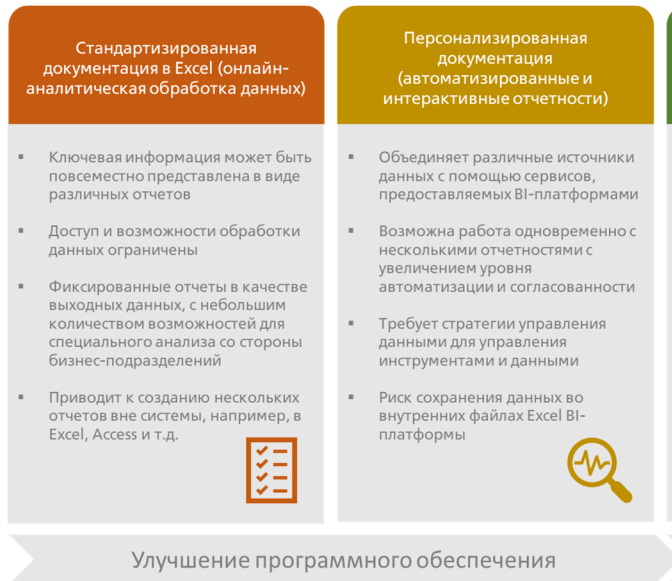 Стандартизированная
документация в Excel (онлайн-
аналитическая обработка данных)
▪ Ключевая информация может быть
повсеместно представлена в виде
различных отчетов
▪ Доступ и возможности обработки
данных ограничены
▪ Фиксированные отчеты в качестве
выходных данных, с небольшим
количеством возможностей для
специального анализа со стороны
бизнес-подразделений
▪ Приводит к созданию нескольких
отчетов вне системы, например, в
Excel, Access и т.д.
Персонализированная
документация
(автоматизированные и
интерактивные отчетности)
▪ Объединяет различные источники
данных с помощью сервисов,
предоставляемых BI-платформами
▪ Возможна работа одновременно с
несколькими отчетностями с
увеличением уровня
автоматизации и согласованности
▪ Требует стратегии управления
данными для управления
инструментами и данными
▪ Риск сохранения данных во
внутренних файлах Excel BI-
платформы
Улучшение программного обеспечения